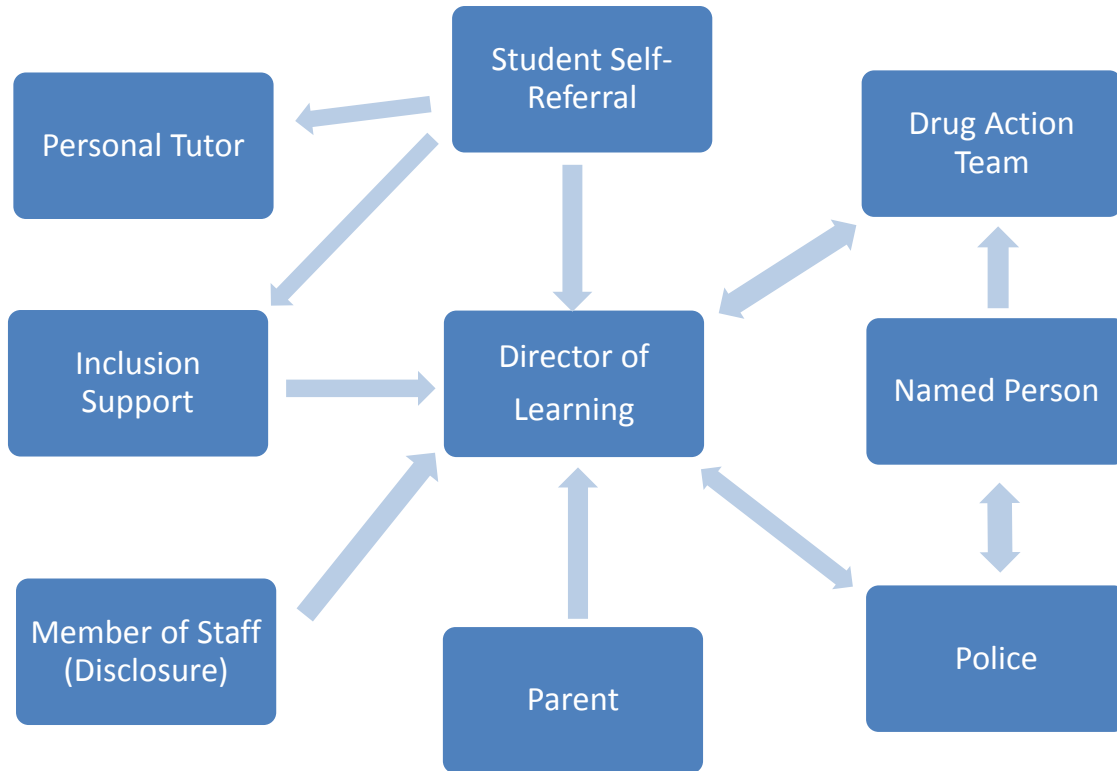 Student Self-
Referral
Personal Tutor
Drug Action
Team
Inclusion
Support
Director of
Learning
Named Person
Member of Staff
(Disclosure)
Parent
Police